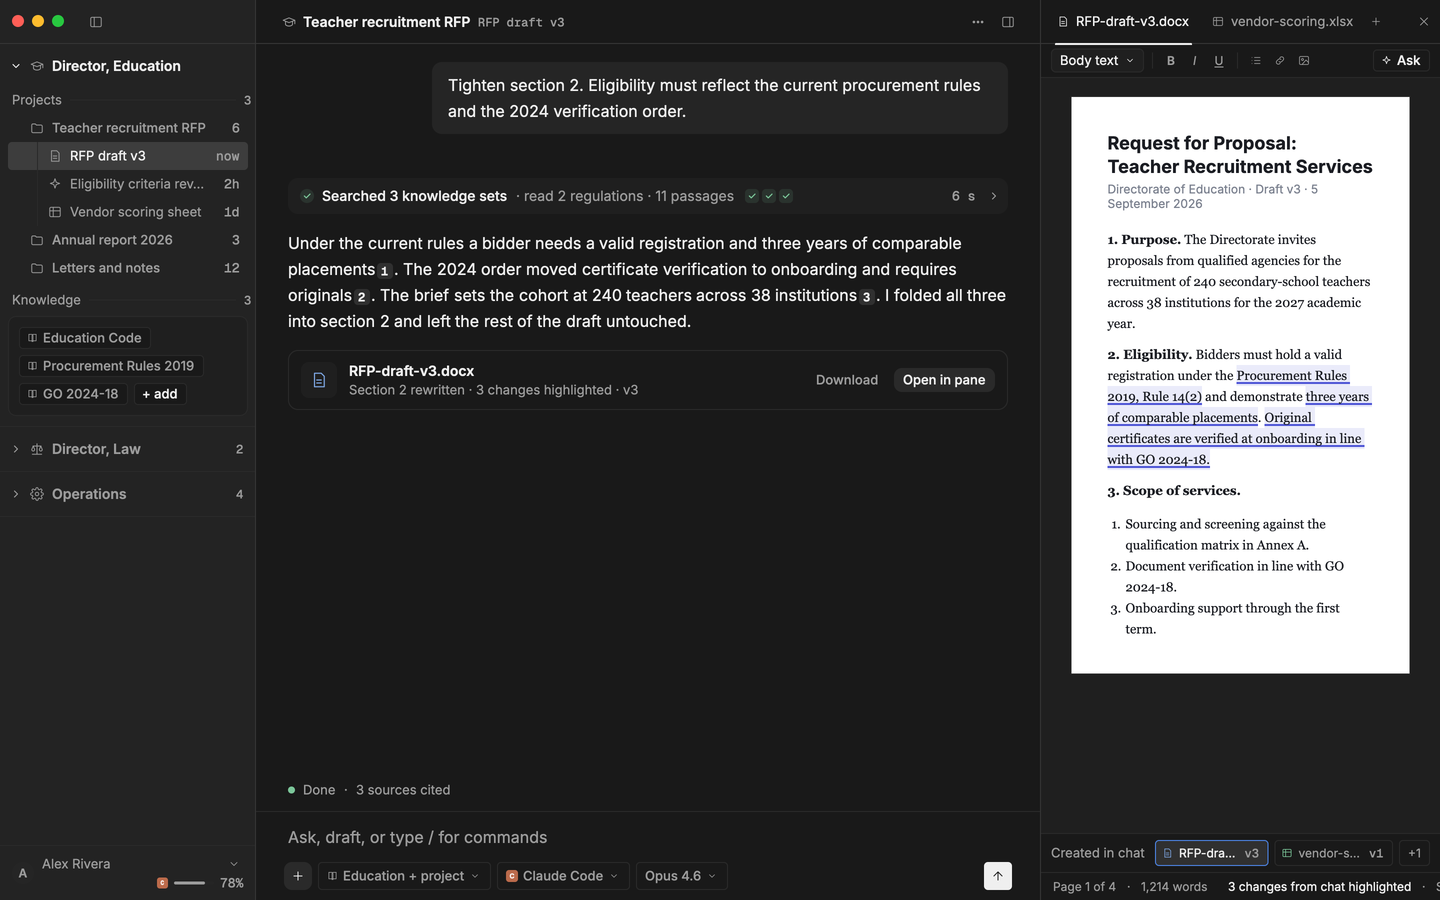 Director, Education
Projects 3
Teacher recruitment RFP 6
RFP draft v3 now
Eligibility criteria rev... 2h
Vendor scoring sheet 1d
Annual report 2026 3
Letters and notes 12
Knowledge 3
Education Code
Procurement Rules 2019
GO 2024-18 + add
Director, Law 2
Operations 4
A Alex Rivera
C 78%
Teacher recruitment RFP RFP draft v3
Tighten section 2. Eligibility must reflect the current procurement rules
and the 2024 verification order.
Searched 3 knowledge sets · read 2 regulations · 11 passages 6 s
Under the current rules a bidder needs a valid registration and three years of comparable
placements 1 . The 2024 order moved certificate verification to onboarding and requires
originals 2 . The brief sets the cohort at 240 teachers across 38 institutions 3 . I folded all three
into section 2 and left the rest of the draft untouched.
RFP-draft-v3.docx
Section 2 rewritten · 3 changes highlighted · v3
Download Open in pane
Done · 3 sources cited
Ask, draft, or type / for commands
+ Education + project C Claude Code Opus 4.6
RFP-draft-v3.docx vendor-scoring.xlsx +
Body text B I U Ask
Request for Proposal:
Teacher Recruitment Services
Directorate of Education · Draft v3 · 5
September 2026
1. Purpose. The Directorate invites
proposals from qualified agencies for the
recruitment of 240 secondary-school teachers
across 38 institutions for the 2027 academic
year.
2. Eligibility. Bidders must hold a valid
registration under the Procurement Rules
2019, Rule 14(2) and demonstrate three years
of comparable placements. Original
certificates are verified at onboarding in line
with GO 2024-18.
3. Scope of services.
1. Sourcing and screening against the
qualification matrix in Annex A.
2. Document verification in line with GO
2024-18.
3. Onboarding support through the first
term.
Created in chat RFP-dra... v3 vendor-s... v1 +1
Page 1 of 4 · 1,214 words 3 changes from chat highlighted ·